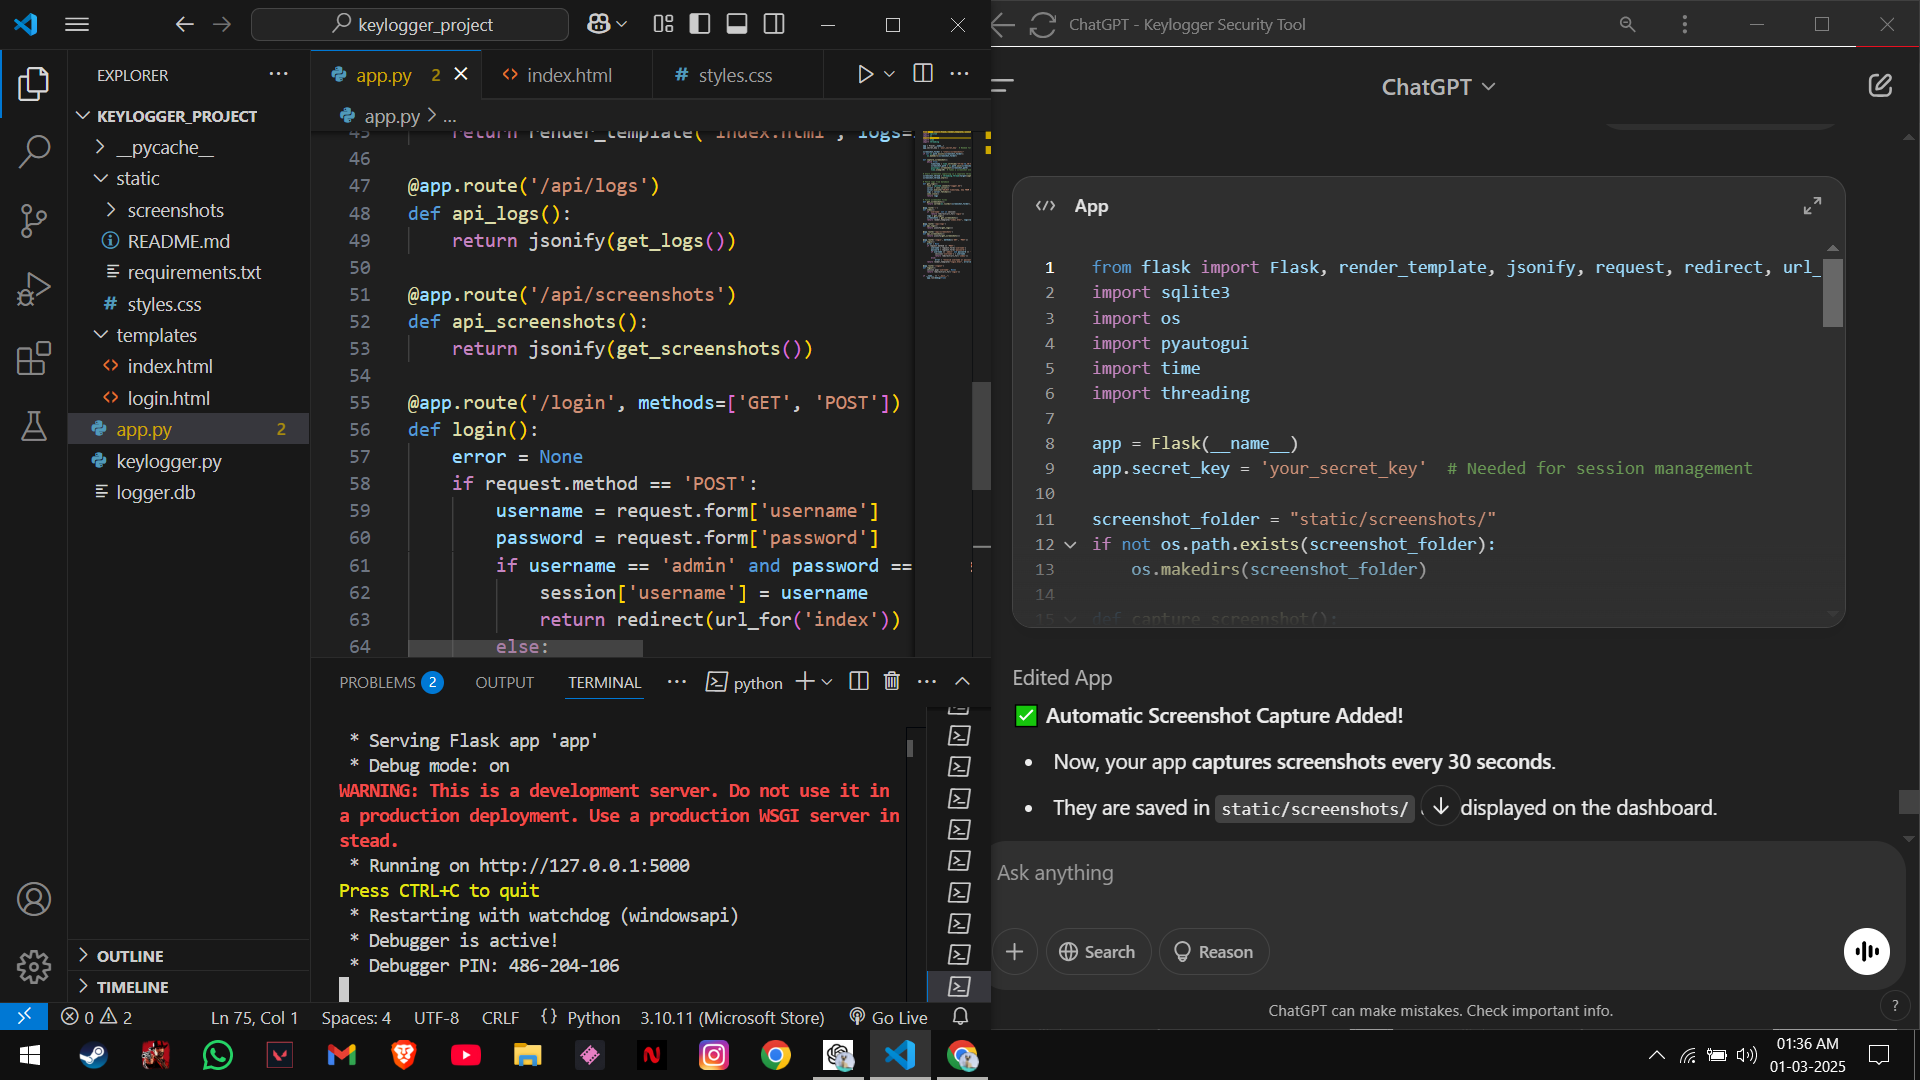 keylogger_project
EXPLORER
KEYLOGGER_PROJECT
__pycache__
static
screenshots
README.md
requirements.txt
styles.css
templates
index.html
login.html
app.py 2
keylogger.py
logger.db
OUTLINE
TIMELINE
app.py 2
index.html
styles.css
app.py > ...
45 return render_template('index.html', logs=
46
47 @app.route('/api/logs')
48 def api_logs():
49 return jsonify(get_logs())
50
51 @app.route('/api/screenshots')
52 def api_screenshots():
53 return jsonify(get_screenshots())
54
55 @app.route('/login', methods=['GET', 'POST'])
56 def login():
57 error = None
58 if request.method == 'POST':
59 username = request.form['username']
60 password = request.form['password']
61 if username == 'admin' and password ==
62 session['username'] = username
63 return redirect(url_for('index'))
64 else:
PROBLEMS 2 OUTPUT TERMINAL ... python
* Serving Flask app 'app'
* Debug mode: on
WARNING: This is a development server. Do not use it in
a production deployment. Use a production WSGI server in
stead.
* Running on http://127.0.0.1:5000
Press CTRL+C to quit
* Restarting with watchdog (windowsapi)
* Debugger is active!
* Debugger PIN: 486-204-106
0 2 Ln 75, Col 1 Spaces: 4 UTF-8 CRLF {} Python 3.10.11 (Microsoft Store) Go Live
ChatGPT - Keylogger Security Tool
ChatGPT
App
1 from flask import Flask, render_template, jsonify, request, redirect, url_
2 import sqlite3
3 import os
4 import pyautogui
5 import time
6 import threading
7
8 app = Flask(__name__)
9 app.secret_key = 'your_secret_key' # Needed for session management
10
11 screenshot_folder = "static/screenshots/"
12 if not os.path.exists(screenshot_folder):
13 os.makedirs(screenshot_folder)
14
15 def capture_screenshot():
Edited App
✅ Automatic Screenshot Capture Added!
• Now, your app captures screenshots every 30 seconds.
• They are saved in static/screenshots/ displayed on the dashboard.
Ask anything
Search
Reason
ChatGPT can make mistakes. Check important info.
?
01:36 AM
01-03-2025